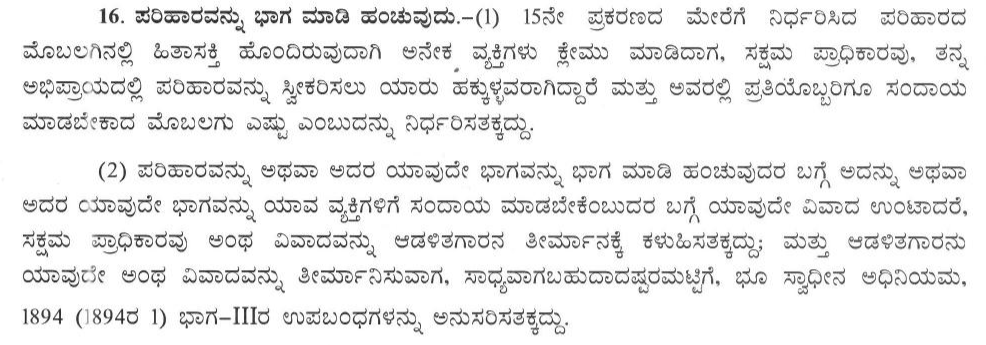 16. ಪರಿಹಾರವನ್ನು ಭಾಗ ಮಾಡಿ ಹಂಚುವುದು.–(1) 15ನೇ ಪ್ರಕರಣದ ಮೇರೆಗೆ ನಿರ್ಧರಿಸಿದ ಪರಿಹಾರದ
ಮೊಬಲಗಿನಲ್ಲಿ ಹಿತಾಸಕ್ತಿ ಹೊಂದಿರುವುದಾಗಿ ಅನೇಕ ವ್ಯಕ್ತಿಗಳು ಕ್ಲೇಮು ಮಾಡಿದಾಗ, ಸಕ್ಷಮ ಪ್ರಾಧಿಕಾರವು, ತನ್ನ
ಅಭಿಪ್ರಾಯದಲ್ಲಿ ಪರಿಹಾರವನ್ನು ಸ್ವೀಕರಿಸಲು ಯಾರು ಹಕ್ಕುಳ್ಳವರಾಗಿದ್ದಾರೆ ಮತ್ತು ಅವರಲ್ಲಿ ಪ್ರತಿಯೊಬ್ಬರಿಗೂ ಸಂದಾಯ
ಮಾಡಬೇಕಾದ ಮೊಬಲಗು ಎಷ್ಟು ಎಂಬುದನ್ನು ನಿರ್ಧರಿಸತಕ್ಕದ್ದು.
(2) ಪರಿಹಾರವನ್ನು ಅಥವಾ ಅದರ ಯಾವುದೇ ಭಾಗವನ್ನು ಭಾಗ ಮಾಡಿ ಹಂಚುವುದರ ಬಗ್ಗೆ ಅದನ್ನು ಅಥವಾ
ಅದರ ಯಾವುದೇ ಭಾಗವನ್ನು ಯಾವ ವ್ಯಕ್ತಿಗಳಿಗೆ ಸಂದಾಯ ಮಾಡಬೇಕೆಂಬುದರ ಬಗ್ಗೆ ಯಾವುದೇ ವಿವಾದ ಉಂಟಾದರೆ,
ಸಕ್ಷಮ ಪ್ರಾಧಿಕಾರವು ಅಂಥ ವಿವಾದವನ್ನು ಆಡಳಿತಗಾರನ ತೀರ್ಮಾನಕ್ಕೆ ಕಳುಹಿಸತಕ್ಕದ್ದು; ಮತ್ತು ಆಡಳಿತಗಾರನು
ಯಾವುದೇ ಅಂಥ ವಿವಾದವನ್ನು ತೀರ್ಮಾನಿಸುವಾಗ, ಸಾಧ್ಯವಾಗಬಹುದಾದಷ್ಟರಮಟ್ಟಿಗೆ, ಭೂ ಸ್ವಾಧೀನ ಅಧಿನಿಯಮ,
1894 (1894ರ 1) ಭಾಗ–IIIರ ಉಪಬಂಧಗಳನ್ನು ಅನುಸರಿಸತಕ್ಕದ್ದು.